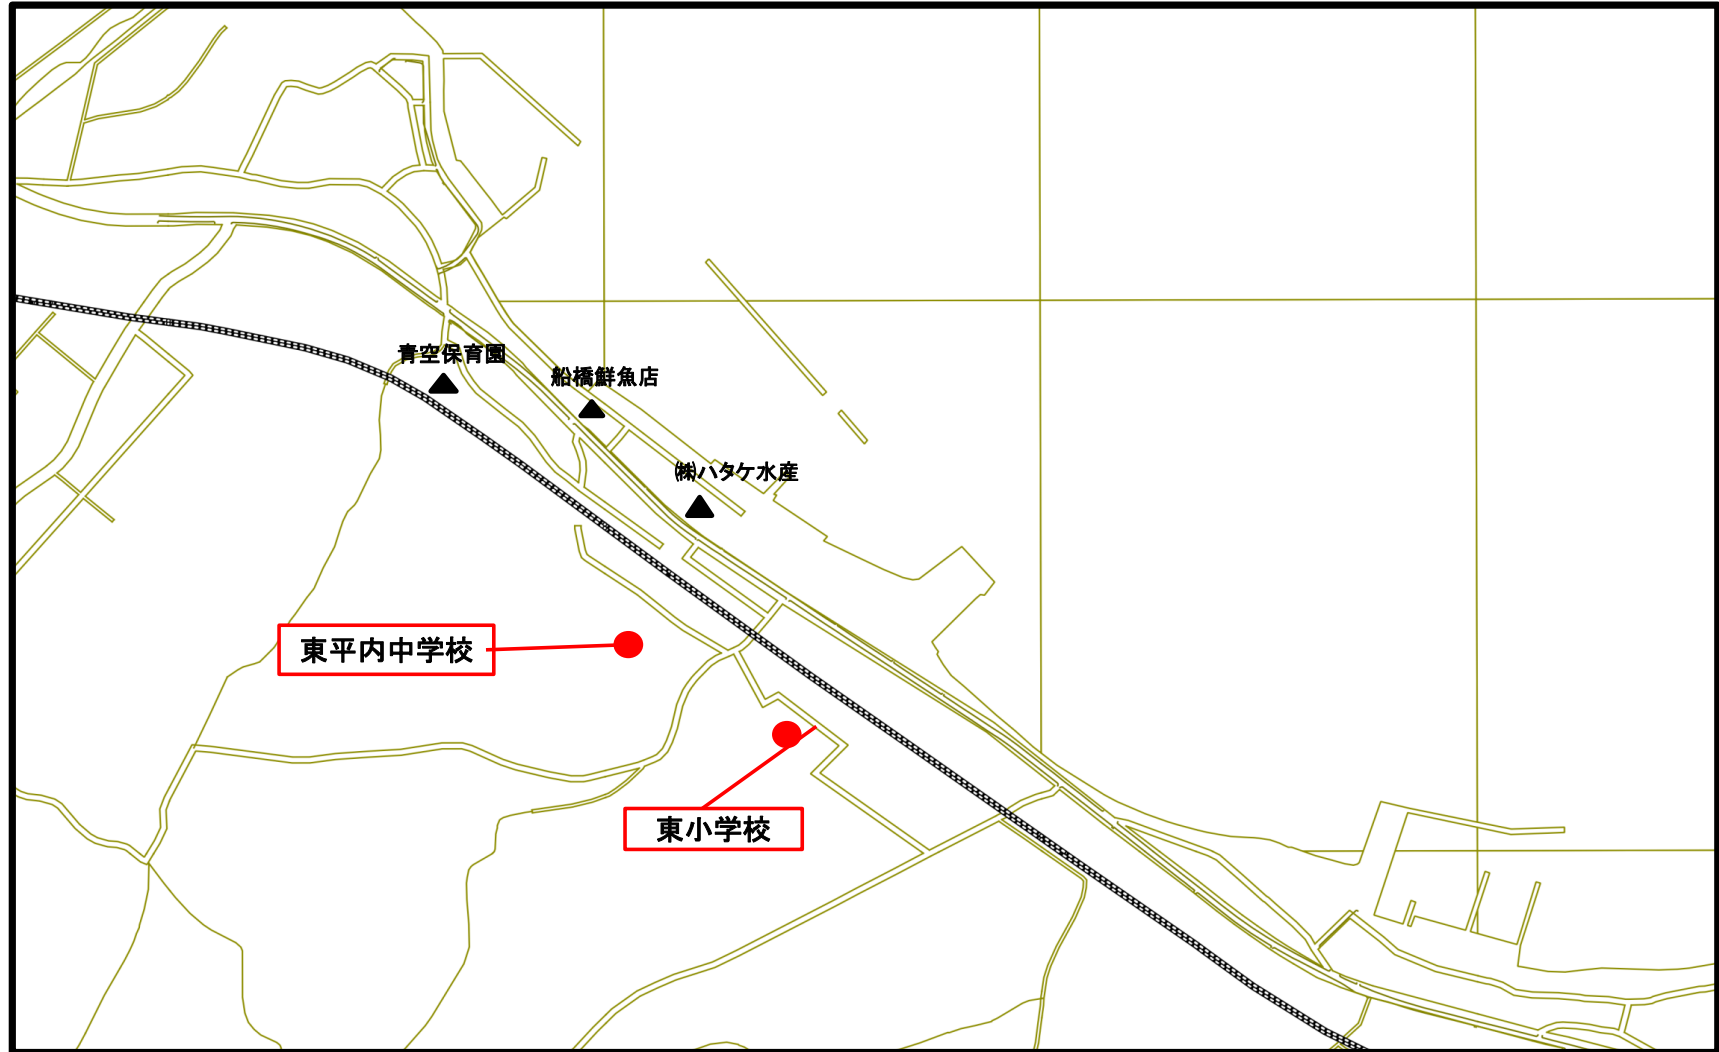 青空保育園
船橋鮮魚店
㈱ハタケ水産
東平内中学校
東小学校